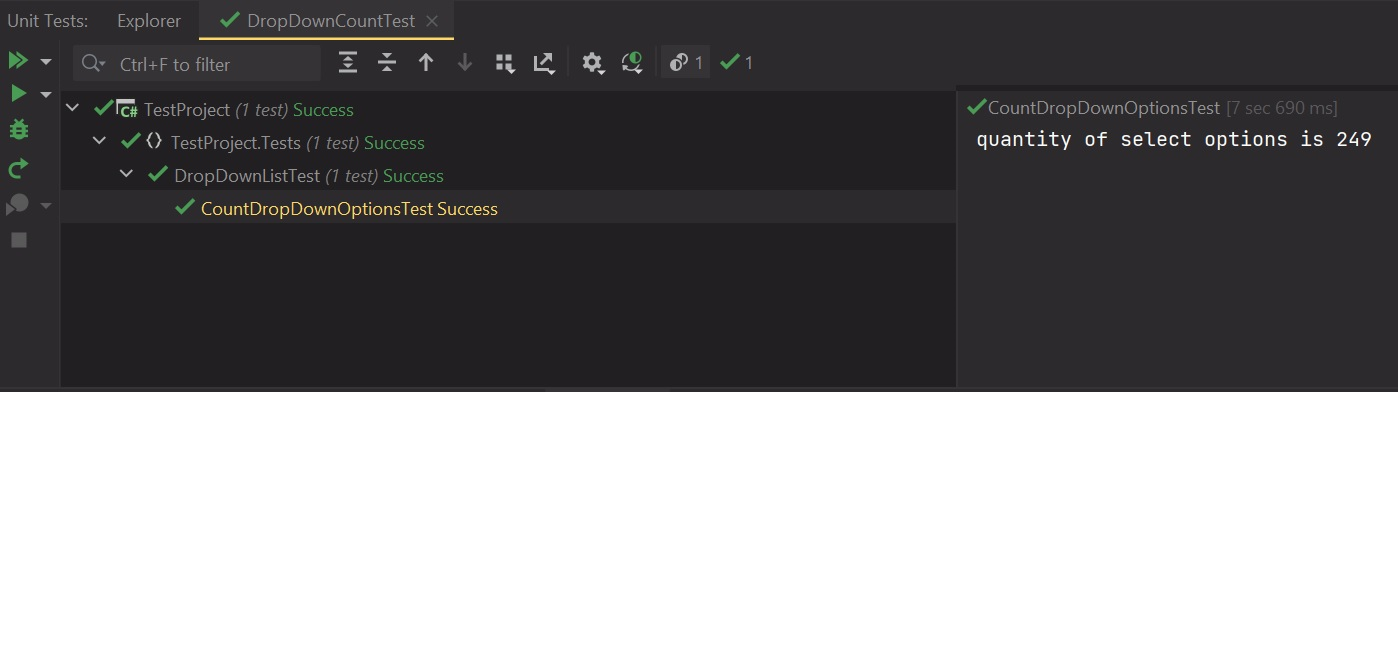 Unit Tests: Explorer DropDownCountTest
Ctrl+F to filter 1 1
C# TestProject (1 test) Success
TestProject.Tests (1 test) Success
DropDownListTest (1 test) Success
CountDropDownOptionsTest Success
CountDropDownOptionsTest [7 sec 690 ms]
quantity of select options is 249